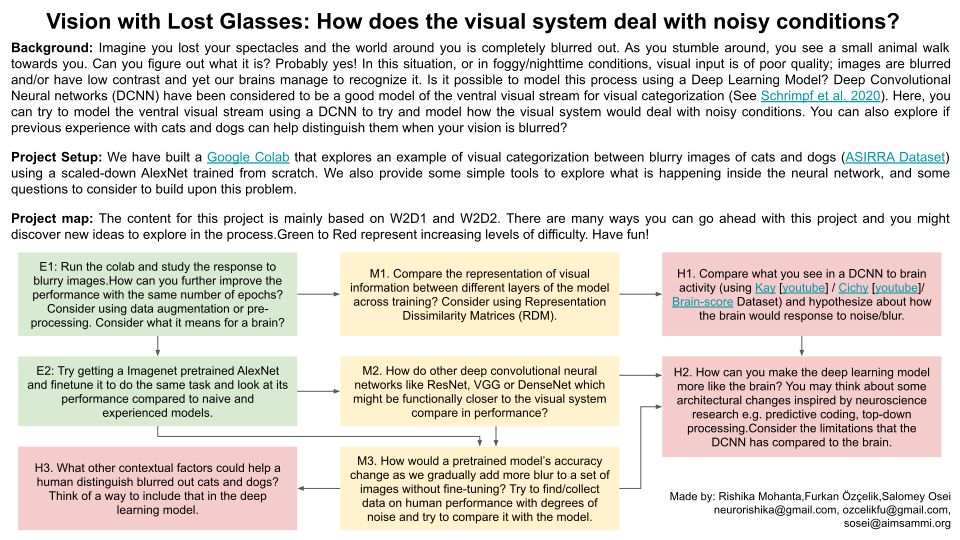 Vision with Lost Glasses: How does the visual system deal with noisy conditions?
Background: Imagine you lost your spectacles and the world around you is completely blurred out. As you stumble around, you see a small animal walk
towards you. Can you figure out what it is? Probably yes! In this situation, or in foggy/nighttime conditions, visual input is of poor quality; images are blurred
and/or have low contrast and yet our brains manage to recognize it. Is it possible to model this process using a Deep Learning Model? Deep Convolutional
Neural networks (DCNN) have been considered to be a good model of the ventral visual stream for visual categorization (See Schrimpf et al. 2020). Here, you
can try to model the ventral visual stream using a DCNN to try and model how the visual system would deal with noisy conditions. You can also explore if
previous experience with cats and dogs can help distinguish them when your vision is blurred?
Project Setup: We have built a Google Colab that explores an example of visual categorization between blurry images of cats and dogs (ASIRRA Dataset)
using a scaled-down AlexNet trained from scratch. We also provide some simple tools to explore what is happening inside the neural network, and some
questions to consider to build upon this problem.
Project map: The content for this project is mainly based on W2D1 and W2D2. There are many ways you can go ahead with this project and you might
discover new ideas to explore in the process.Green to Red represent increasing levels of difficulty. Have fun!
E1: Run the colab and study the response to
blurry images.How can you further improve the
performance with the same number of epochs?
Consider using data augmentation or pre-
processing. Consider what it means for a brain?
M1. Compare the representation of visual
information between different layers of the model
across training? Consider using Representation
Dissimilarity Matrices (RDM).
H1. Compare what you see in a DCNN to brain
activity (using Kay [youtube] / Cichy [youtube]/
Brain-score Dataset) and hypothesize about how
the brain would response to noise/blur.
E2: Try getting a Imagenet pretrained AlexNet
and finetune it to do the same task and look at its
performance compared to naive and
experienced models.
M2. How do other deep convolutional neural
networks like ResNet, VGG or DenseNet which
might be functionally closer to the visual system
compare in performance?
H2. How can you make the deep learning model
more like the brain? You may think about some
architectural changes inspired by neuroscience
research e.g. predictive coding, top-down
processing.Consider the limitations that the
DCNN has compared to the brain.
H3. What other contextual factors could help a
human distinguish blurred out cats and dogs?
Think of a way to include that in the deep
learning model.
M3. How would a pretrained model's accuracy
change as we gradually add more blur to a set of
images without fine-tuning? Try to find/collect
data on human performance with degrees of
noise and try to compare it with the model.
Made by: Rishika Mohanta,Furkan Özçelik,Salomey Osei
neurorishika@gmail.com, ozcelikfu@gmail.com,
sosei@aimsammi.org